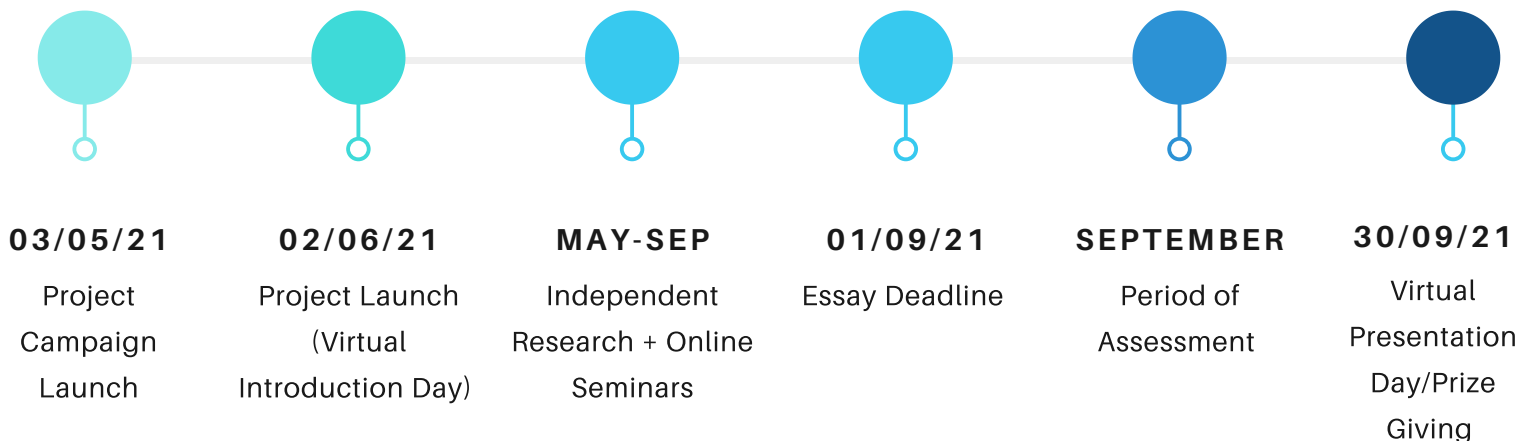 03/05/21
Project
Campaign
Launch
02/06/21
Project Launch
(Virtual
Introduction Day)
MAY-SEP
Independent
Research + Online
Seminars
01/09/21
Essay Deadline
SEPTEMBER
Period of
Assessment
30/09/21
Virtual
Presentation
Day/Prize
Giving